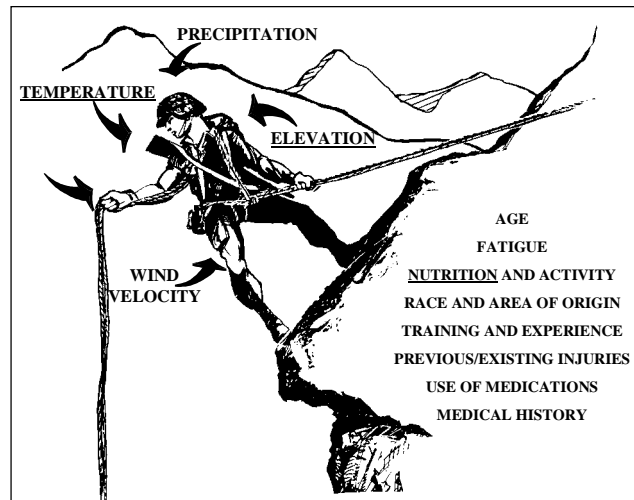 PRECIPITATION
TEMPERATURE
ELEVATION
WIND
VELOCITY
AGE
FATIGUE
NUTRITION AND ACTIVITY
RACE AND AREA OF ORIGIN
TRAINING AND EXPERIENCE
PREVIOUS/EXISTING INJURIES
USE OF MEDICATIONS
MEDICAL HISTORY